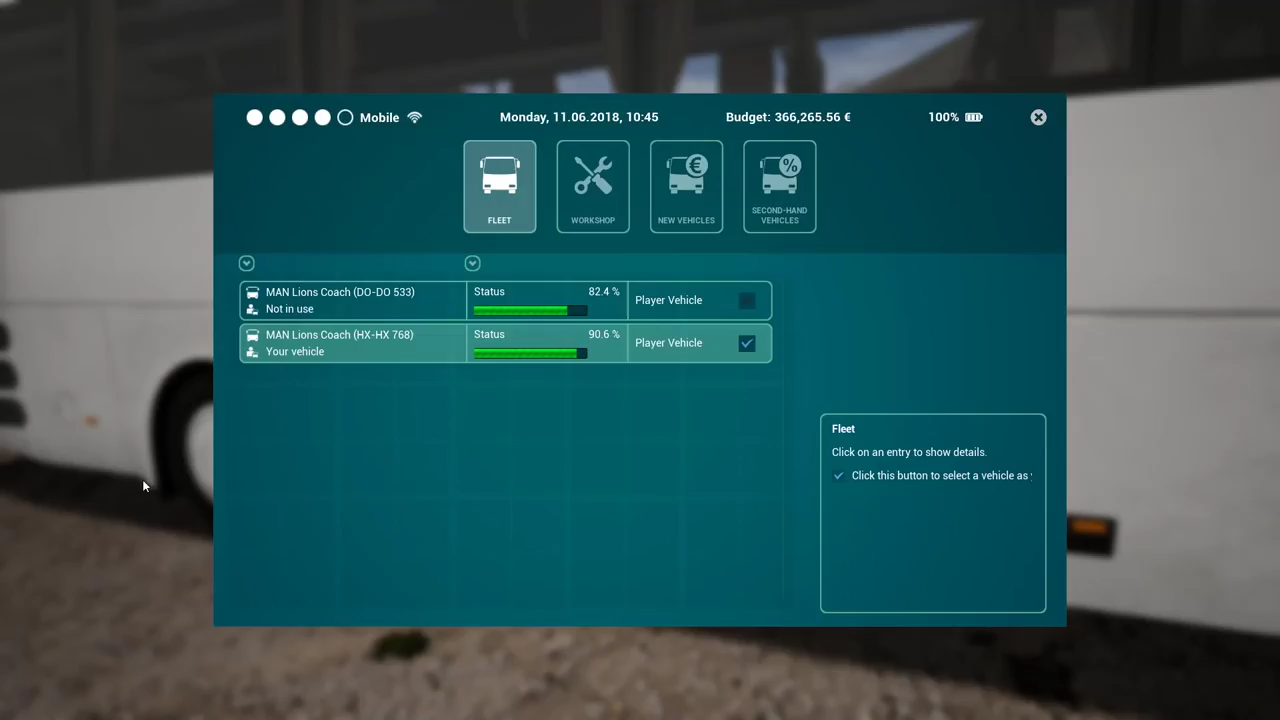 Mobile
Monday, 11.06.2018, 10:45
Budget: 366,265.56 €
100%
FLEET
WORKSHOP
€
NEW VEHICLES
%
SECOND-HAND
VEHICLES
MAN Lions Coach (DO-DO 533)
Not in use
Status
82.4 %
Player Vehicle
MAN Lions Coach (HX-HX 768)
Your vehicle
Status
90.6 %
Player Vehicle
Fleet
Click on an entry to show details.
Click this button to select a vehicle as